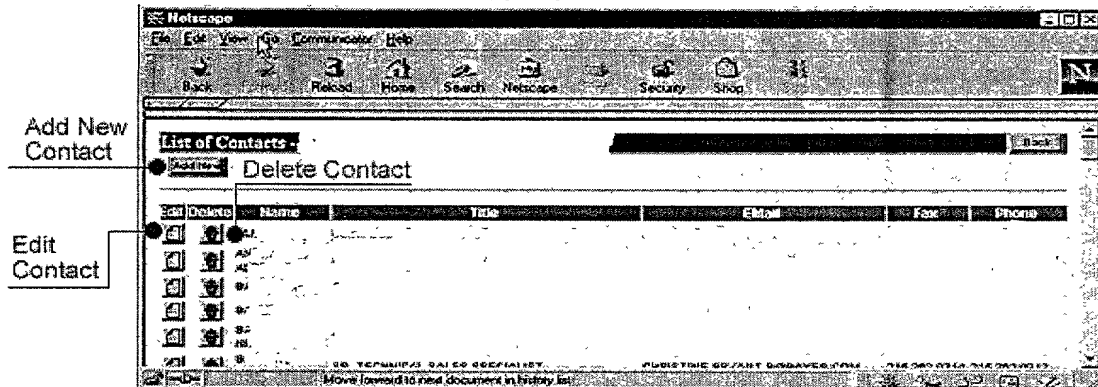 Netscape
File Edit View Go Communicator Help
Back Reload Home Search Netscape Security Shop
Add New
Contact
List of Contacts -
Back
Add New
Delete Contact
Edit Delete Name Title EMail Fax Phone
Edit
Contact
Move forward to next document in history list